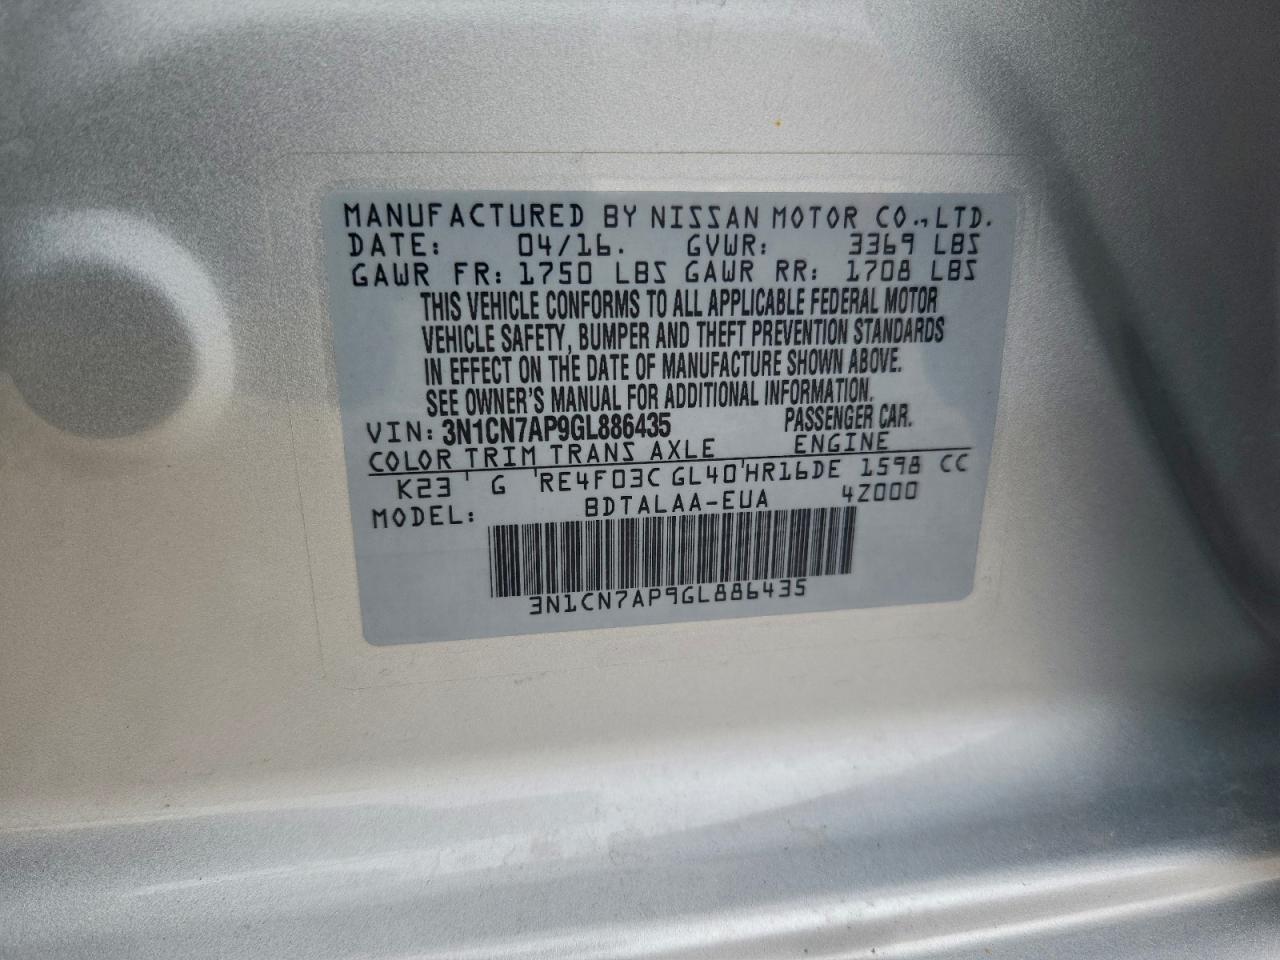 MANUFACTURED BY NISSAN MOTOR CO.,LTD.
DATE: 04/16. GVWR: 3369 LBS
GAWR FR: 1750 LBS GAWR RR: 1708 LBS
THIS VEHICLE CONFORMS TO ALL APPLICABLE FEDERAL MOTOR
VEHICLE SAFETY, BUMPER AND THEFT PREVENTION STANDARDS
IN EFFECT ON THE DATE OF MANUFACTURE SHOWN ABOVE.
SEE OWNER'S MANUAL FOR ADDITIONAL INFORMATION.
VIN: 3N1CN7AP9GL886435 PASSENGER CAR.
COLOR TRIM TRANS AXLE ENGINE
K23 ' G 'RE4F03C GL40'HR16DE 1598 CC
MODEL: BDTALAA-EUA 4Z000
3N1CN7AP9GL886435